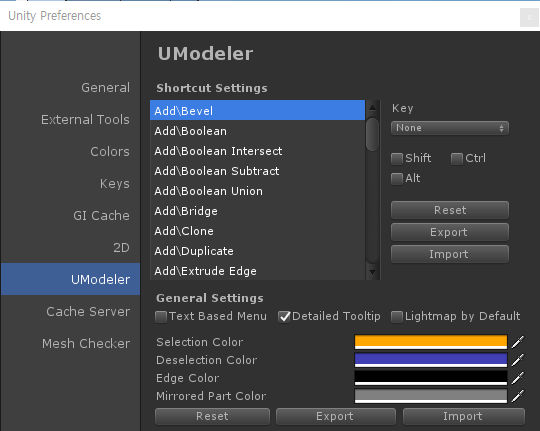 Unity Preferences
x
General
External Tools
Colors
Keys
GI Cache
2D
UModeler
Cache Server
Mesh Checker
UModeler
Shortcut Settings
Add\Bevel
Add\Boolean
Add\Boolean Intersect
Add\Boolean Subtract
Add\Boolean Union
Add\Bridge
Add\Clone
Add\Duplicate
Add\Extrude Edge
Key
None
Shift Ctrl
Alt
Reset
Export
Import
General Settings
Text Based Menu Detailed Tooltip Lightmap by Default
Selection Color
Deselection Color
Edge Color
Mirrored Part Color
Reset Export Import